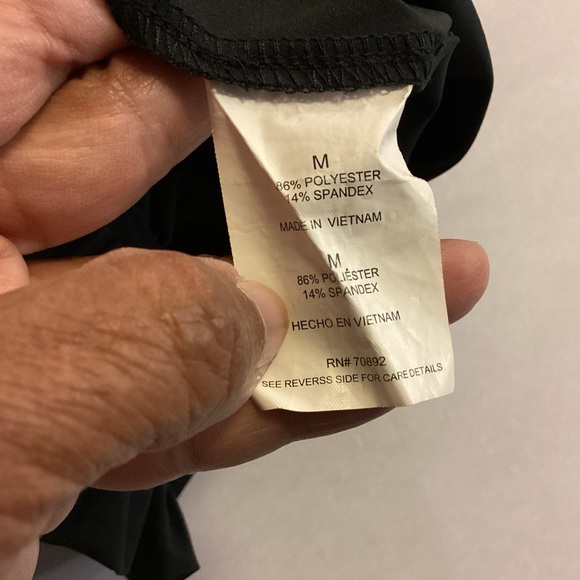 M
86% POLYESTER
14% SPANDEX
MADE IN VIETNAM
M
86% POLIÉSTER
14% SPANDEX
HECHO EN VIETNAM
RN# 70892
SEE REVERSS SIDE FOR CARE DETAILS